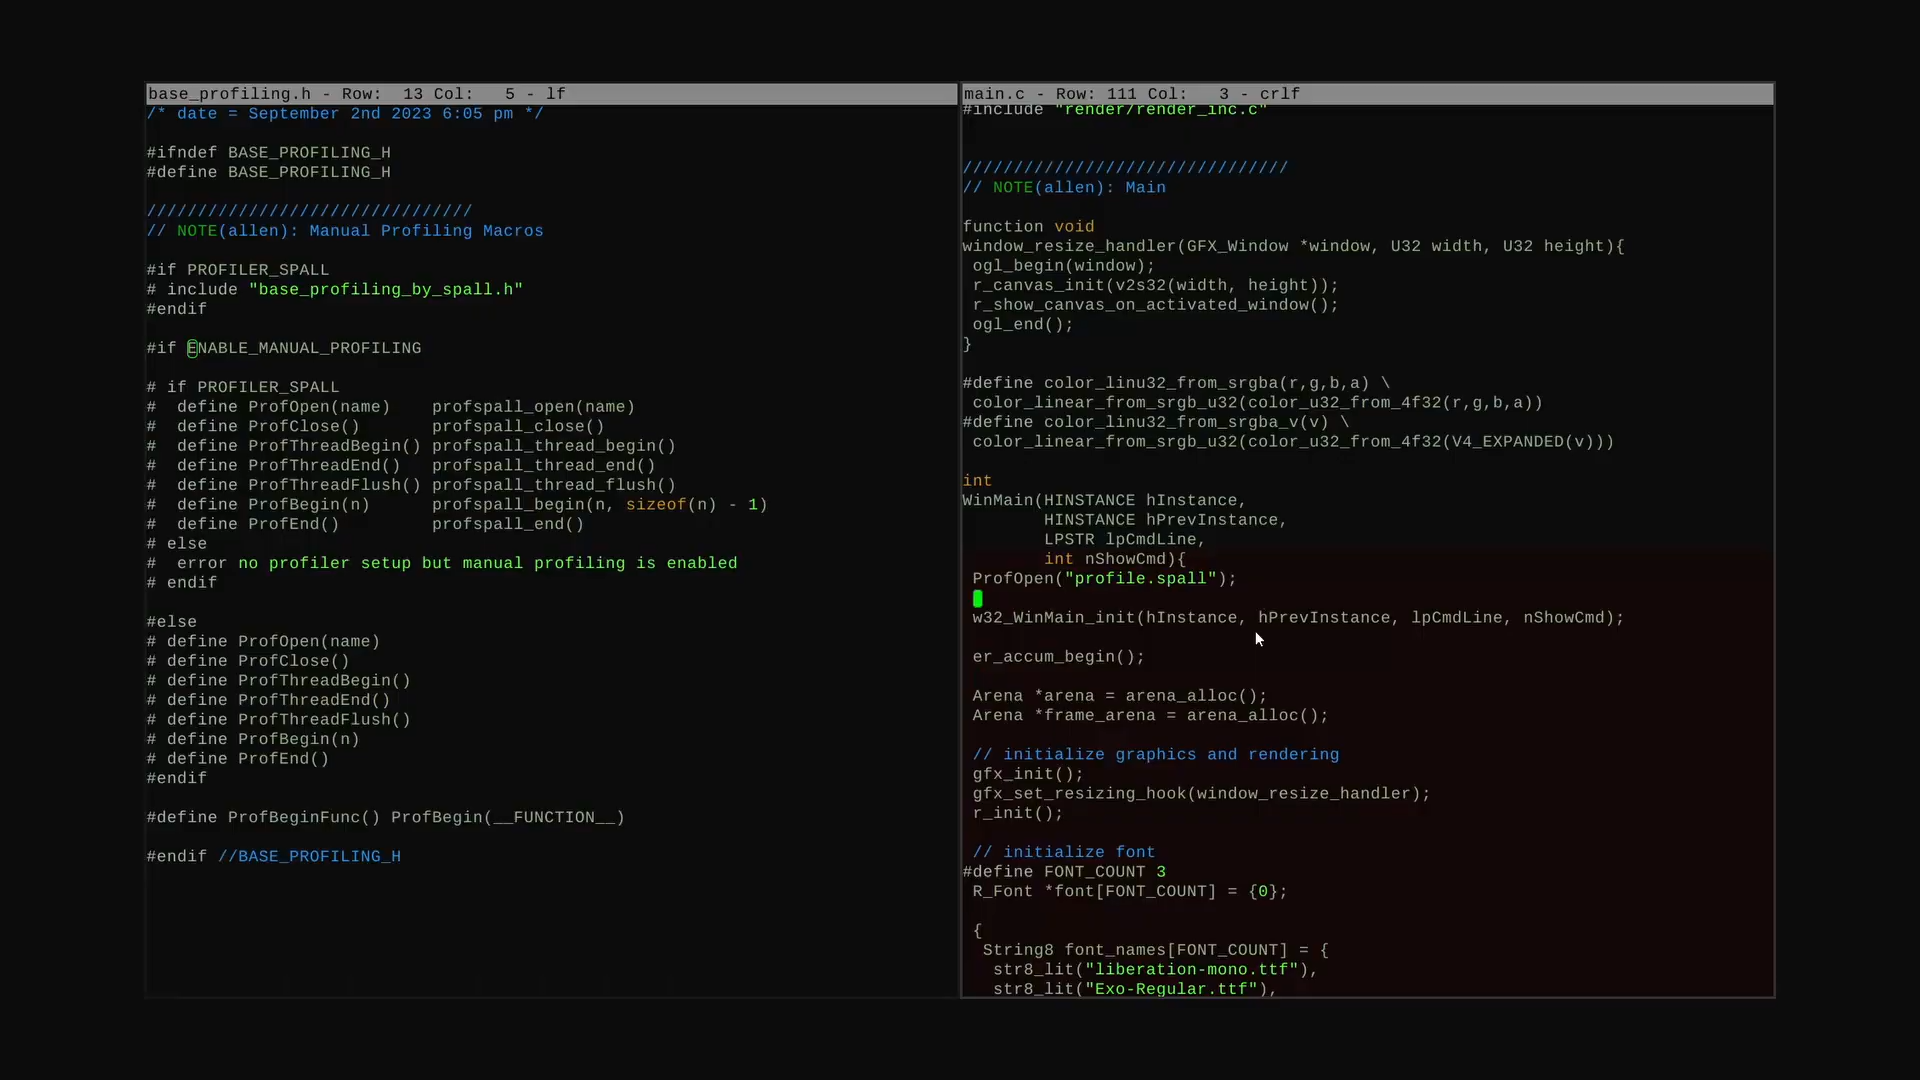 base_profiling.h - Row:  13 Col:   5 - lf
/* date = September 2nd 2023 6:05 pm */
#ifndef BASE_PROFILING_H
#define BASE_PROFILING_H
////////////////////////////////
// NOTE(allen): Manual Profiling Macros
#if PROFILER_SPALL
# include "base_profiling_by_spall.h"
#endif
#if ENABLE_MANUAL_PROFILING
# if PROFILER_SPALL
#  define ProfOpen(name)    profspall_open(name)
#  define ProfClose()       profspall_close()
#  define ProfThreadBegin() profspall_thread_begin()
#  define ProfThreadEnd()   profspall_thread_end()
#  define ProfThreadFlush() profspall_thread_flush()
#  define ProfBegin(n)      profspall_begin(n, sizeof(n) - 1)
#  define ProfEnd()         profspall_end()
# else
#  error no profiler setup but manual profiling is enabled
# endif
#else
# define ProfOpen(name)
# define ProfClose()
# define ProfThreadBegin()
# define ProfThreadEnd()
# define ProfThreadFlush()
# define ProfBegin(n)
# define ProfEnd()
#endif
#define ProfBeginFunc() ProfBegin(__FUNCTION__)
#endif //BASE_PROFILING_H
main.c - Row: 111 Col:   3 - crlf
#include "render/render_inc.c"
////////////////////////////////
// NOTE(allen): Main
function void
window_resize_handler(GFX_Window *window, U32 width, U32 height){
 ogl_begin(window);
 r_canvas_init(v2s32(width, height));
 r_show_canvas_on_activated_window();
 ogl_end();
}
#define color_linu32_from_srgba(r,g,b,a) \
 color_linear_from_srgb_u32(color_u32_from_4f32(r,g,b,a))
#define color_linu32_from_srgba_v(v) \
 color_linear_from_srgb_u32(color_u32_from_4f32(V4_EXPANDED(v)))
int
WinMain(HINSTANCE hInstance,
        HINSTANCE hPrevInstance,
        LPSTR lpCmdLine,
        int nShowCmd){
 ProfOpen("profile.spall");
 w32_WinMain_init(hInstance, hPrevInstance, lpCmdLine, nShowCmd);
 er_accum_begin();
 Arena *arena = arena_alloc();
 Arena *frame_arena = arena_alloc();
 // initialize graphics and rendering
 gfx_init();
 gfx_set_resizing_hook(window_resize_handler);
 r_init();
 // initialize font
#define FONT_COUNT 3
 R_Font *font[FONT_COUNT] = {0};
 {
  String8 font_names[FONT_COUNT] = {
   str8_lit("liberation-mono.ttf"),
   str8_lit("Exo-Regular.ttf"),